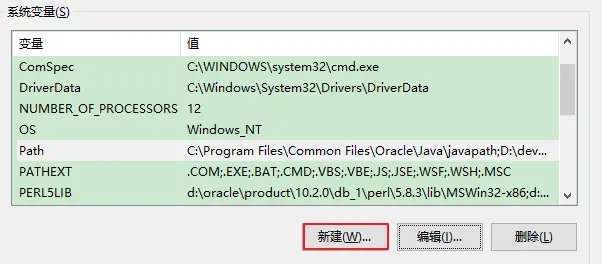 系统变量(S)
变量 值
ComSpec C:\WINDOWS\system32\cmd.exe
DriverData C:\Windows\System32\Drivers\DriverData
NUMBER_OF_PROCESSORS 12
OS Windows_NT
Path C:\Program Files\Common Files\Oracle\Java\javapath;D:\dev...
PATHEXT .COM;.EXE;.BAT;.CMD;.VBS;.VBE;.JS;.JSE;.WSF;.WSH;.MSC
PERL5LIB d:\oracle\product\10.2.0\db_1\perl\5.8.3\lib\MSWin32-x86;d:...
新建(W)... 编辑(I)... 删除(L)